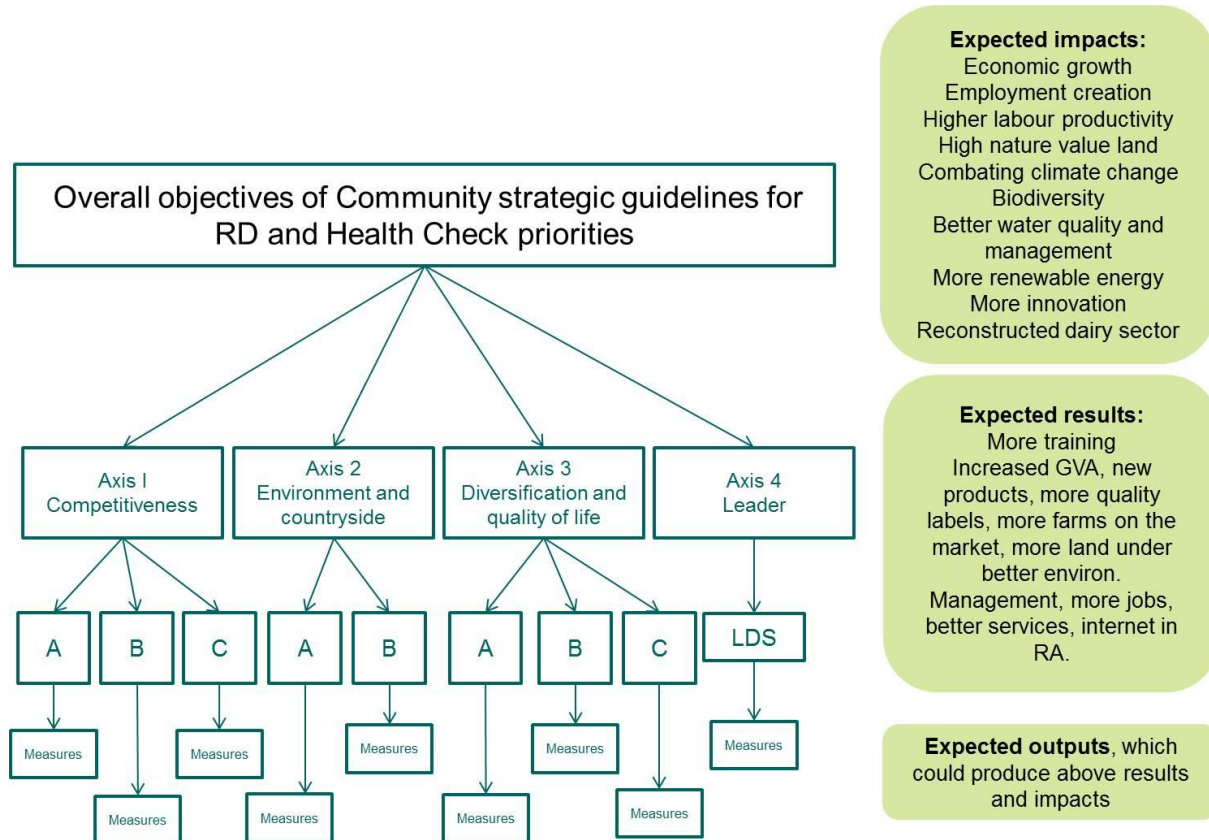 Overall objectives of Community strategic guidelines for
RD and Health Check priorities
Axis I
Competitiveness
Axis 2
Environment and
countryside
Axis 3
Diversification and
quality of life
Axis 4
Leader
A
B
C
A
B
A
B
C
LDS
Measures
Measures
Measures
Measures
Measures
Measures
Measures
Measures
Measures
Expected impacts:
Economic growth
Employment creation
Higher labour productivity
High nature value land
Combating climate change
Biodiversity
Better water quality and
management
More renewable energy
More innovation
Reconstructed dairy sector
Expected results:
More training
Increased GVA, new
products, more quality
labels, more farms on the
market, more land under
better environ.
Management, more jobs,
better services, internet in
RA.
Expected outputs, which
could produce above results
and impacts